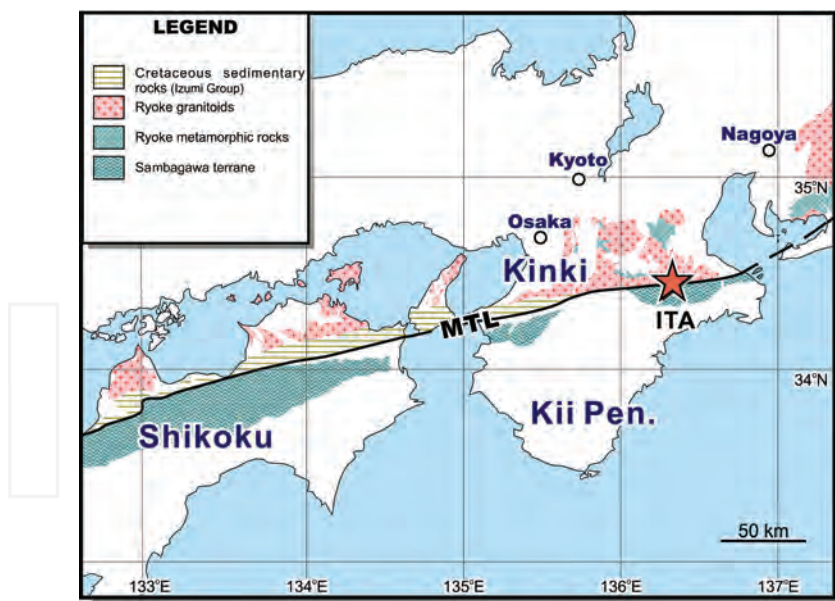 LEGEND
Cretaceous sedimentary
rocks (Izumi Group)
Ryoke granitoids
Ryoke metamorphic rocks
Sambagawa terrane
Nagoya
Kyoto
35°N
Osaka
Kinki
MTL
ITA
34°N
Shikoku
Kii Pen.
50 km
133°E
134°E
135°E
136°E
137°E